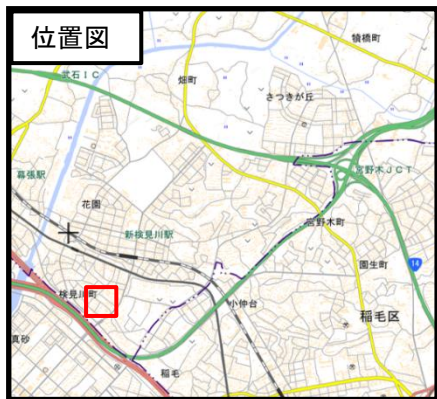 位置図
犢橋町
武石IC
畑町
さつきが丘
宮野木JCT
幕張駅
花園
新検見川駅
宮野木町
園生町
14
検見川町
小仲台
稲毛区
真砂
稲毛